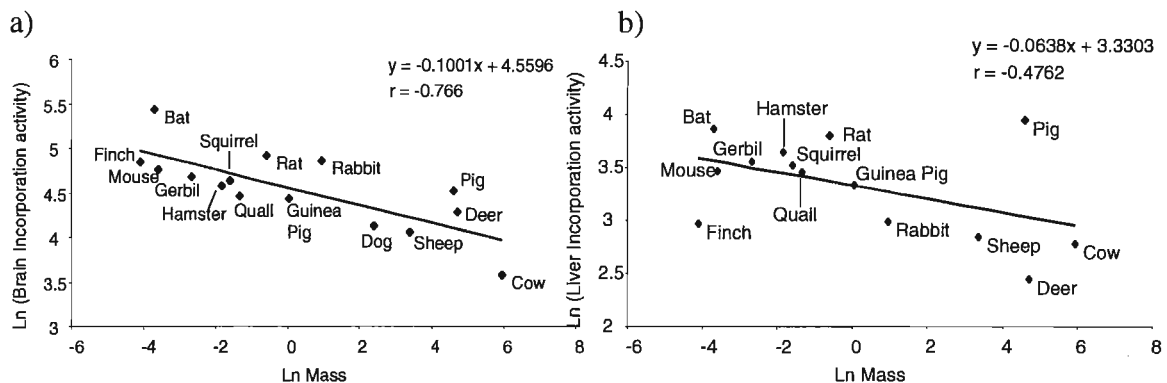 a)
y = -0.1001x + 4.5596
r = -0.766
Ln (Brain Incorporation activity)
6
5.5
5
4.5
4
3.5
3
Bat
Squirrel
Finch
Rat
Rabbit
Mouse
Gerbil
Pig
Hamster
Quall
Guinea
Pig
Deer
Dog
Sheep
Cow
-6
-4
-2
0
2
4
6
8
Ln Mass
b)
y = -0.0638x + 3.3303
r = -0.4762
Ln (Liver Incorporation activity)
4.5
4
3.5
3
2.5
2
Hamster
Bat
Rat
Pig
Gerbil
Squirrel
Mouse
Guinea Pig
Quall
Finch
Rabbit
Sheep
Cow
Deer
-6
-4
-2
0
2
4
6
8
Ln Mass